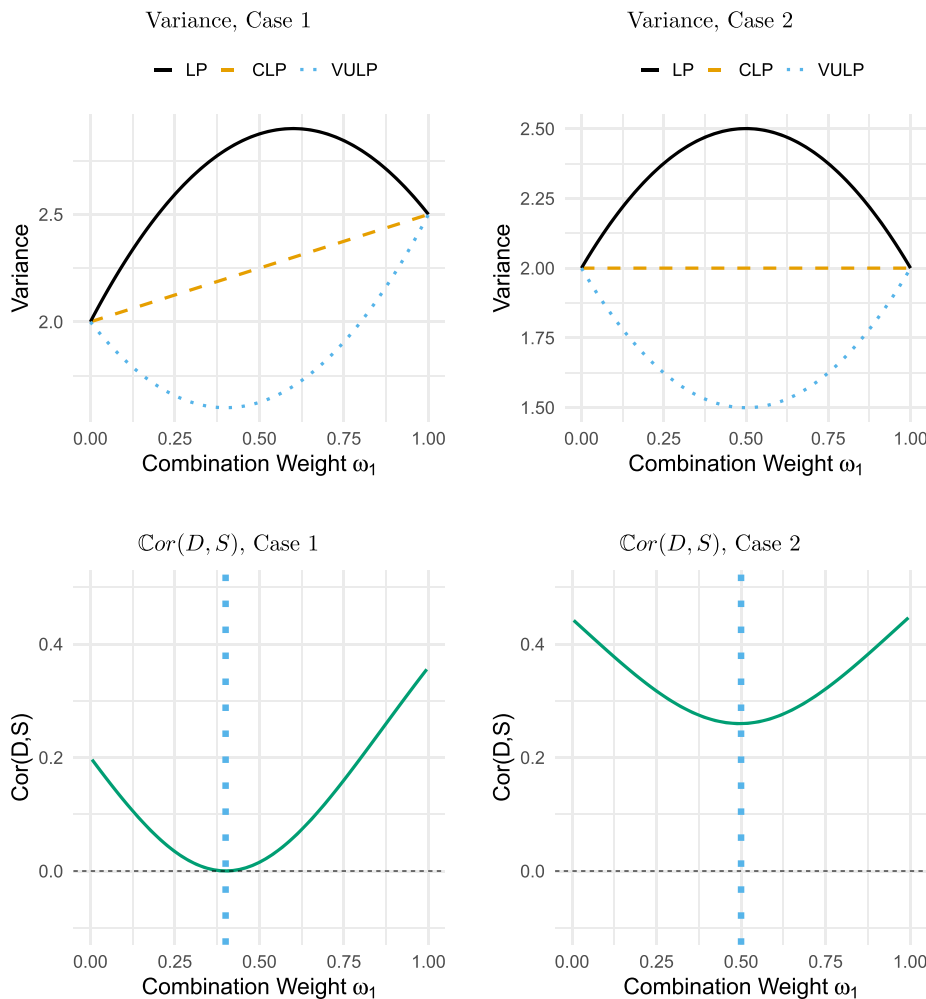 Variance, Case 1
LP CLP VULP
Variance
2.5
2.0
0.00 0.25 0.50 0.75 1.00
Combination Weight ω₁
Variance, Case 2
LP CLP VULP
Variance
2.50
2.25
2.00
1.75
1.50
0.00 0.25 0.50 0.75 1.00
Combination Weight ω₁
ℂor(D, S), Case 1
Cor(D,S)
0.4
0.2
0.0
0.00 0.25 0.50 0.75 1.00
Combination Weight ω₁
ℂor(D, S), Case 2
Cor(D,S)
0.4
0.2
0.0
0.00 0.25 0.50 0.75 1.00
Combination Weight ω₁